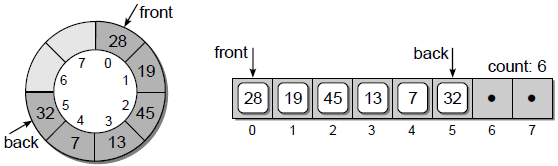 front
28
19
45
13
7
32
0
1
2
3
4
5
6
7
back
front
back
count: 6
28 19 45 13 7 32 • •
0 1 2 3 4 5 6 7